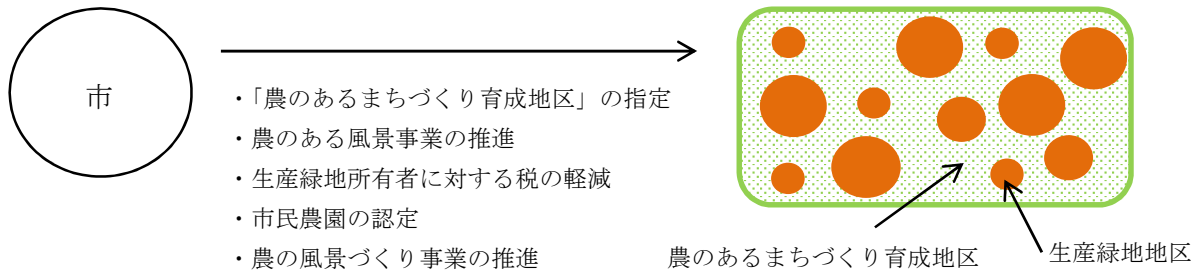 市
・「農のあるまちづくり育成地区」の指定
・農のある風景事業の推進
・生産緑地所有者に対する税の軽減
・市民農園の認定
・農の風景づくり事業の推進
農のあるまちづくり育成地区
生産緑地地区